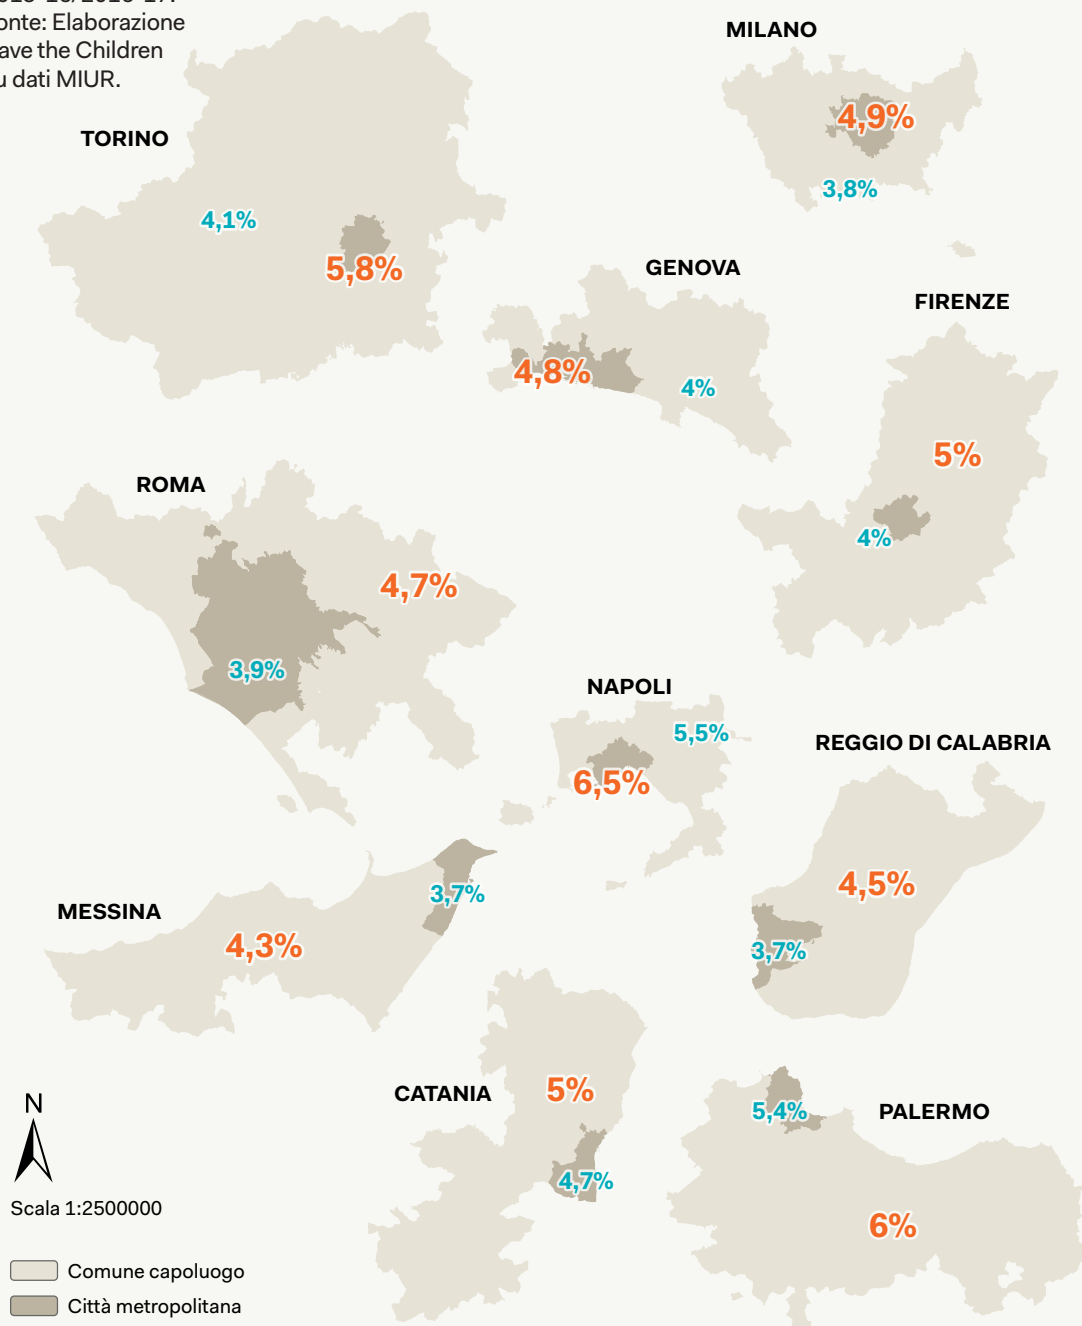 onte: Elaborazione
ave the Children
u dati MIUR.
MILANO
4,9%
3,8%
TORINO
4,1%
5,8%
GENOVA
4,8%
4%
FIRENZE
5%
4%
ROMA
4,7%
3,9%
NAPOLI
5,5%
6,5%
REGGIO DI CALABRIA
4,5%
3,7%
MESSINA
4,3%
3,7%
CATANIA
5%
4,7%
PALERMO
5,4%
6%
N
Scala 1:2500000
Comune capoluogo
Città metropolitana